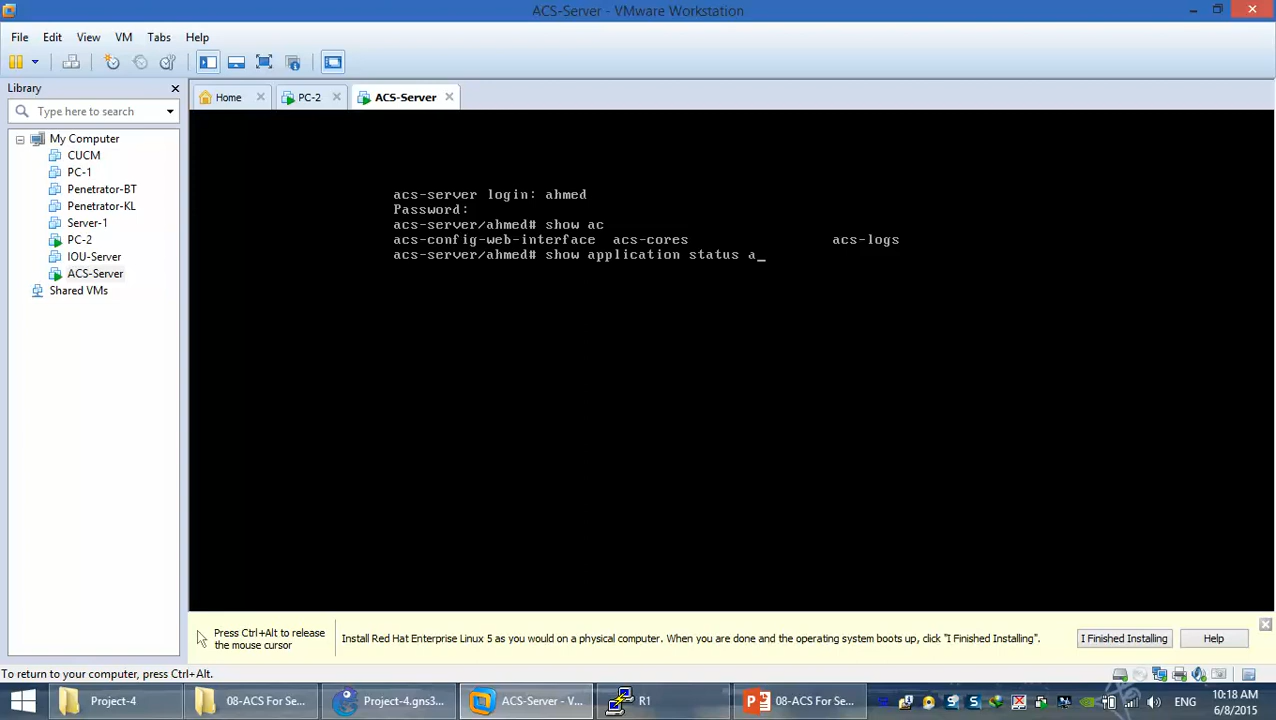 ACS-Server - VMware Workstation
File Edit View VM Tabs Help
Library
Type here to search
My Computer
CUCM
PC-1
Penetrator-BT
Penetrator-KL
Server-1
PC-2
IOU-Server
ACS-Server
Shared VMs
Home PC-2 ACS-Server
acs-server login: ahmed
Password:
acs-server/ahmed# show ac
acs-config-web-interface acs-cores acs-logs
acs-server/ahmed# show application status a_
Press Ctrl+Alt to release
the mouse cursor
Install Red Hat Enterprise Linux 5 as you would on a physical computer. When you are done and the operating system boots up, click "I Finished Installing".
I Finished Installing
Help
To return to your computer, press Ctrl+Alt.
Project-4
08-ACS For Se...
Project-4.gns3...
ACS-Server - V...
R1
08-ACS For Se...
ENG
10:18 AM
6/8/2015